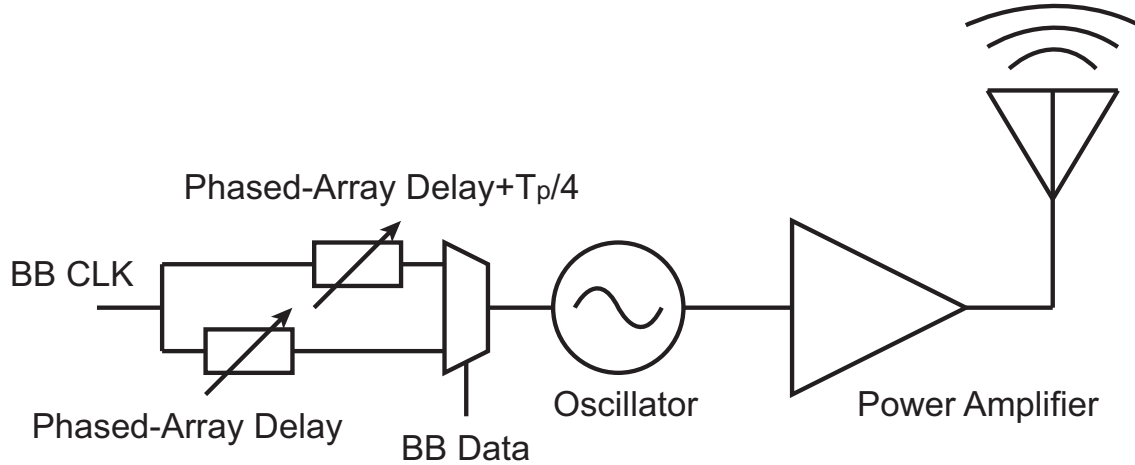 Phased-Array Delay+Tp/4
BB CLK
Phased-Array Delay
BB Data
Oscillator
Power Amplifier